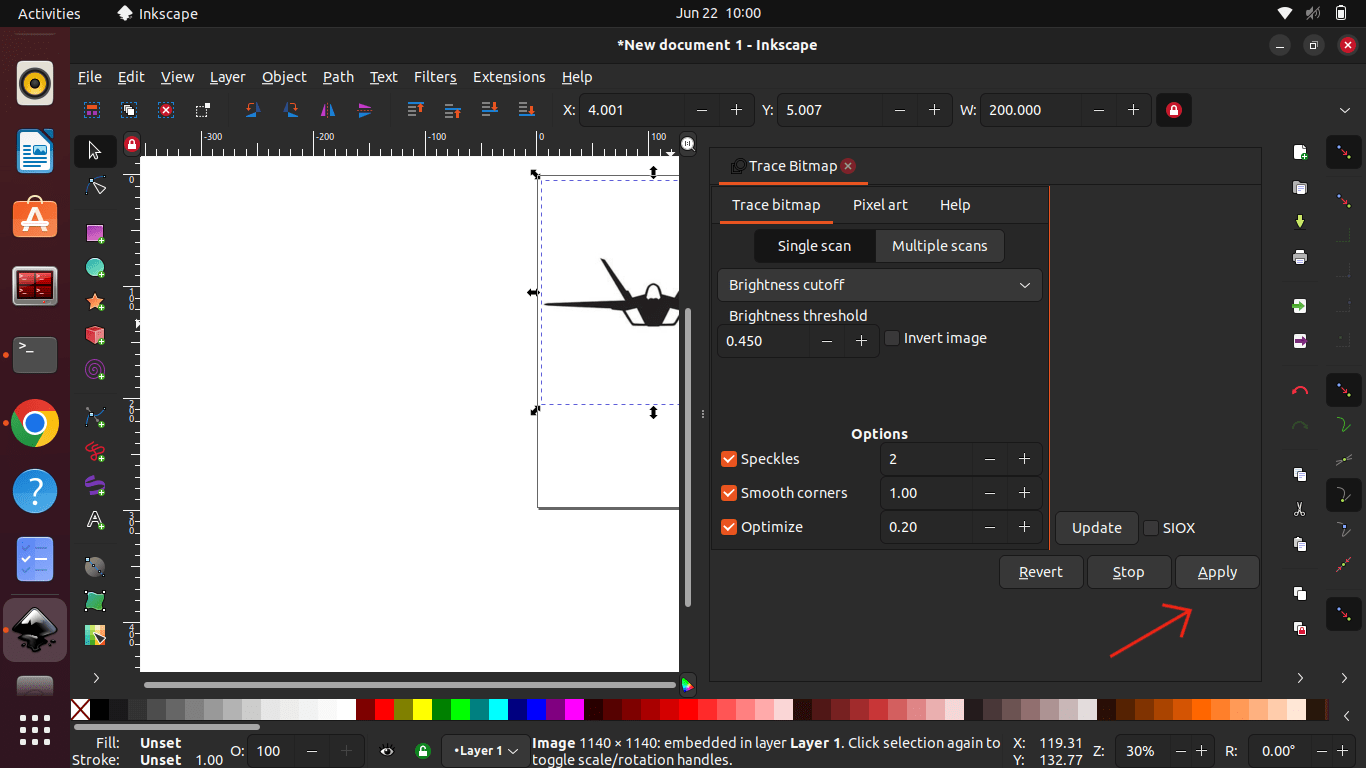 Activities Inkscape Jun 22 10:00
*New document 1 - Inkscape
File Edit View Layer Object Path Text Filters Extensions Help
X: 4.001 Y: 5.007 W: 200.000
-300 -200 -100 0 100
0
100
200
300
400
Trace Bitmap
Trace bitmap Pixel art Help
Single scan Multiple scans
Brightness cutoff
Brightness threshold
0.450 Invert image
Options
Speckles 2
Smooth corners 1.00
Optimize 0.20
Update SIOX
Revert Stop Apply
Fill: Unset
Stroke: Unset 1.00
O: 100
•Layer 1
Image 1140 × 1140: embedded in layer Layer 1. Click selection again to
toggle scale/rotation handles.
X: 119.31
Y: 132.77
Z: 30% R: 0.00°